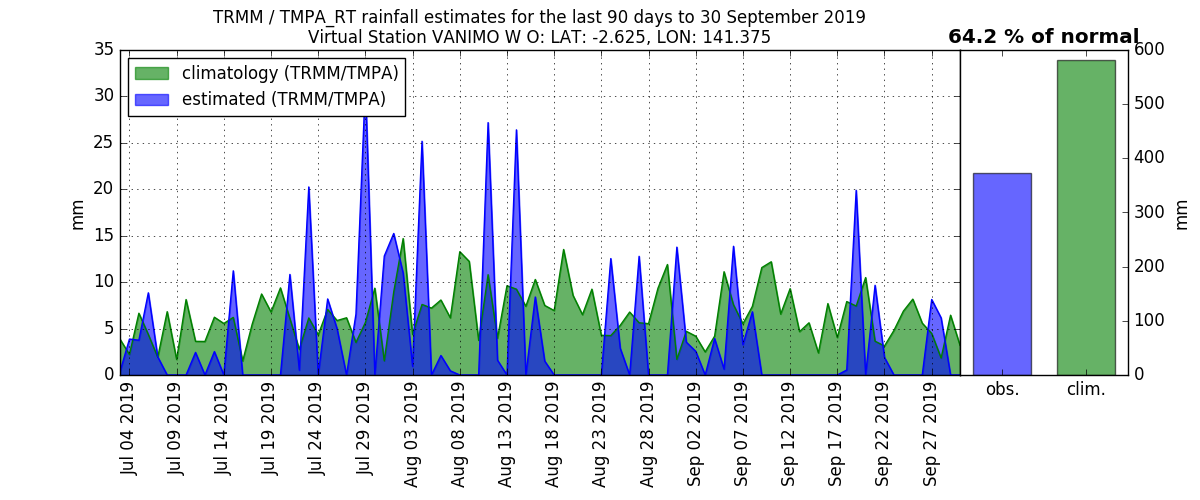 TRMM / TMPA_RT rainfall estimates for the last 90 days to 30 September 2019
Virtual Station VANIMO W O: LAT: -2.625, LON: 141.375
64.2 % of normal
climatology (TRMM/TMPA)
estimated (TRMM/TMPA)
35
30
25
20
15
10
5
0
mm
Jul 04 2019
Jul 09 2019
Jul 14 2019
Jul 19 2019
Jul 24 2019
Jul 29 2019
Aug 03 2019
Aug 08 2019
Aug 13 2019
Aug 18 2019
Aug 23 2019
Aug 28 2019
Sep 02 2019
Sep 07 2019
Sep 12 2019
Sep 17 2019
Sep 22 2019
Sep 27 2019
600
500
400
300
200
100
0
mm
obs.
clim.